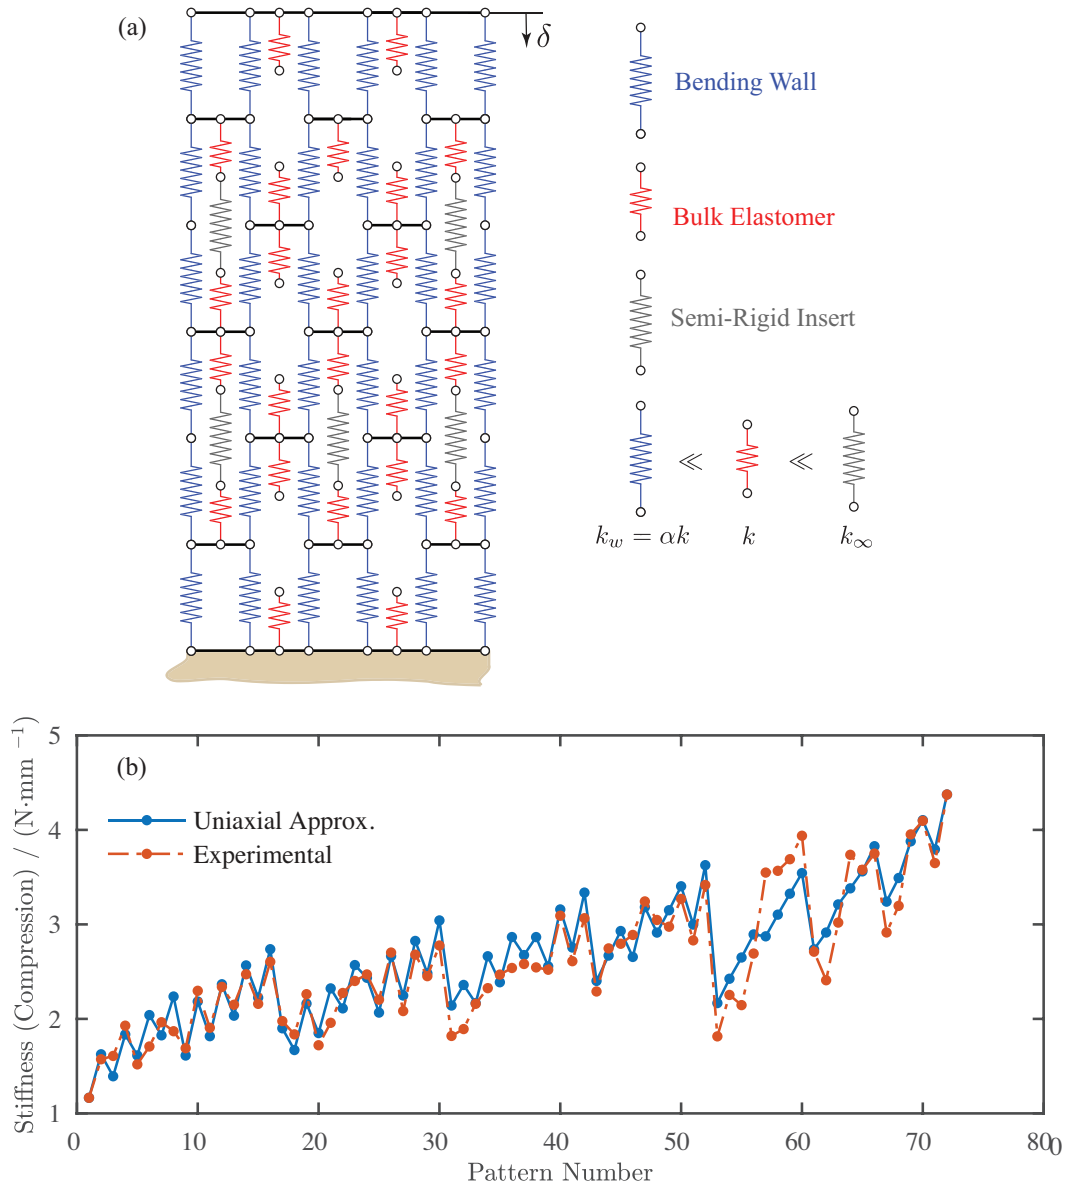 (a)
δ
Bending Wall
Bulk Elastomer
Semi-Rigid Insert
≪ ≪
k_w = αk k k_∞
(b)
Uniaxial Approx.
Experimental
Stiffness (Compression) / (N·mm ⁻¹)
5
4
3
2
1
0 10 20 30 40 50 60 70 80 0
Pattern Number